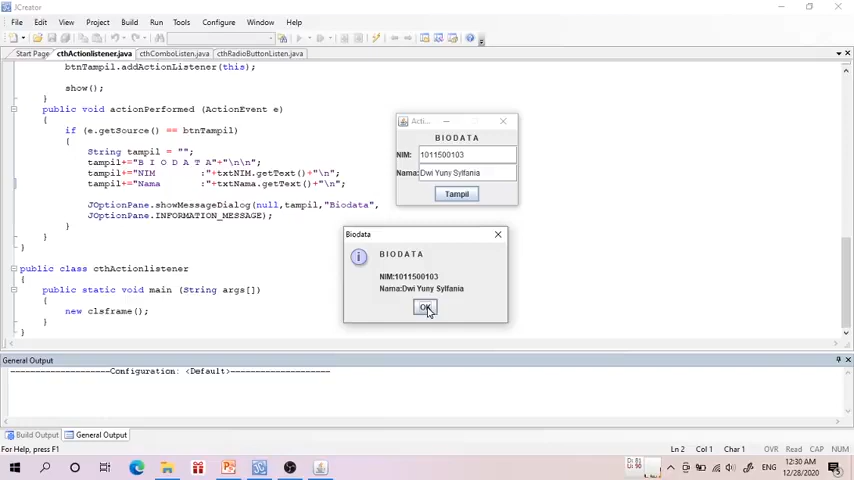 JCreator
File Edit View Project Build Run Tools Configure Window Help
Start Page cthActionlistener.java cthComboListen.java cthRadioButtonListen.java
btnTampil.addActionListener(this);
show();
}
public void actionPerformed (ActionEvent e)
{
if (e.getSource() == btnTampil)
{
String tampil = "";
tampil+="B I O D A T A"+"\n\n";
tampil+="NIM :"+txtNIM.getText()+"\n";
tampil+="Nama :"+txtNama.getText()+"\n";
JOptionPane.showMessageDialog(null,tampil,"Biodata",
JOptionPane.INFORMATION_MESSAGE);
}
}
}
public class cthActionlistener
{
public static void main (String args[])
{
new clsframe();
}
}
Acti...
B I O D A T A
NIM: 1011500103
Nama: Dwi Yuny Sylfania
Tampil
Biodata
B I O D A T A
NIM:1011500103
Nama:Dwi Yuny Sylfania
OK
General Output
--------------------Configuration: <Default>--------------------
Build Output General Output
For Help, press F1
Ln 2 Col 1 Char 1 OVR Read CAP NUM
D: 81
U: 90
ENG
12:30 AM
12/28/2020